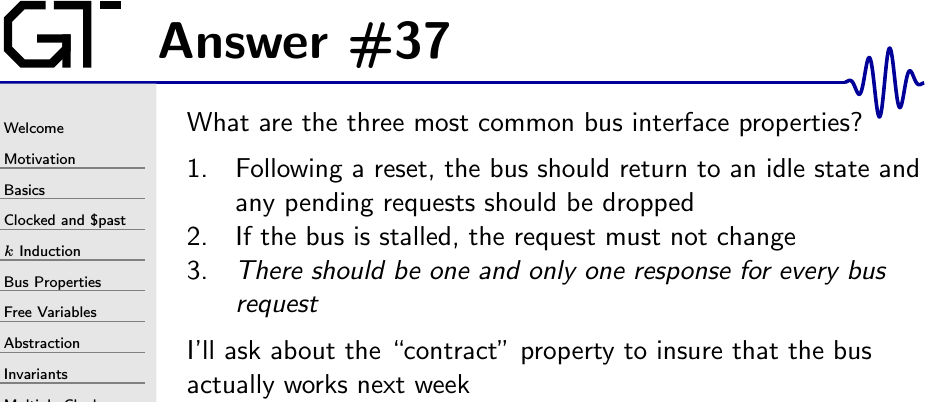 GT
Answer #37
Welcome
Motivation
Basics
Clocked and $past
k Induction
Bus Properties
Free Variables
Abstraction
Invariants
What are the three most common bus interface properties?
1. Following a reset, the bus should return to an idle state and
any pending requests should be dropped
2. If the bus is stalled, the request must not change
3. There should be one and only one response for every bus
request
I'll ask about the “contract” property to insure that the bus
actually works next week